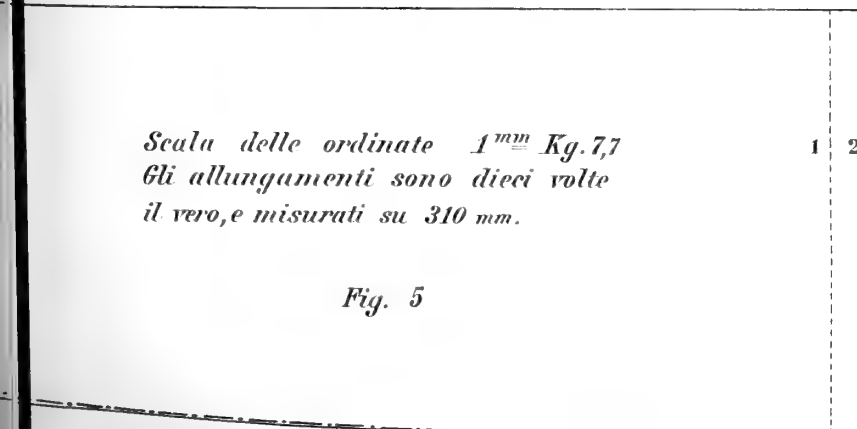 Scala delle ordinate 1mm= Kg. 7,7
Gli allungamenti sono dieci volte
il vero, e misurati su 310 mm.
Fig. 5
1 2